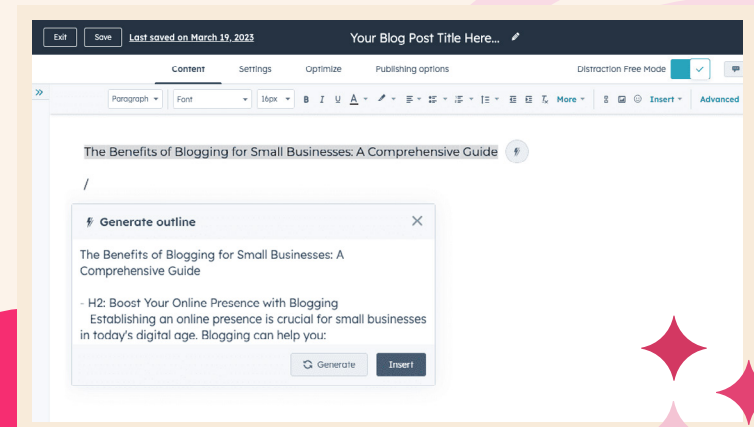 Exit Save Last saved on March 19, 2023 Your Blog Post Title Here...
Content Settings Optimize Publishing options Distraction Free Mode
Paragraph Font 16px B I U A More Insert Advanced
The Benefits of Blogging for Small Businesses: A Comprehensive Guide
/
Generate outline
The Benefits of Blogging for Small Businesses: A
Comprehensive Guide
- H2: Boost Your Online Presence with Blogging
Establishing an online presence is crucial for small businesses
in today's digital age. Blogging can help you:
Generate Insert